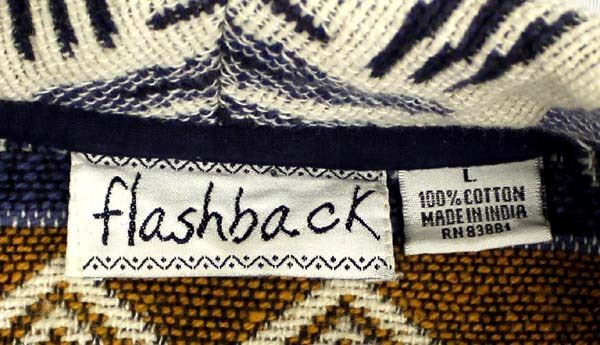 flashback
L
100% COTTON
MADE IN INDIA
RN 83881